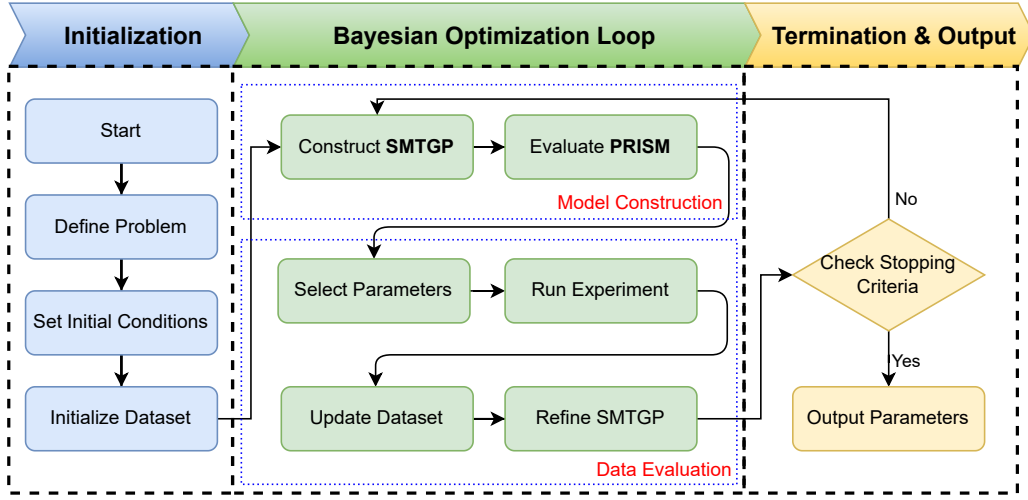 Initialization
Bayesian Optimization Loop
Termination & Output
Start
Define Problem
Set Initial Conditions
Initialize Dataset
Construct SMTGP
Evaluate PRISM
Model Construction
Select Parameters
Run Experiment
Update Dataset
Refine SMTGP
Data Evaluation
No
Check Stopping
Criteria
Yes
Output Parameters